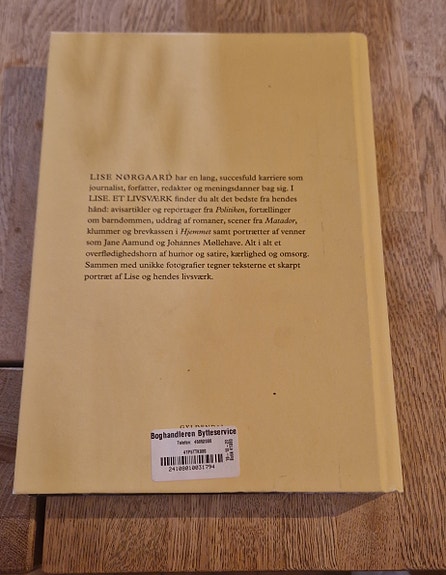 LISE NØRGAARD har en lang, succesfuld karriere som
journalist, forfatter, redaktør og meningsdanner bag sig. I
LISE. ET LIVSVÆRK finder du alt det bedste fra hendes
hånd: avisartikler og reportager fra Politiken, fortællinger
om barndommen, uddrag af romaner, scener fra Matador,
klummer og brevkassen i Hjemmet samt portrætter af venner
som Jane Aamund og Johannes Møllehave. Alt i alt et
overflødighedshorn af humor og satire, kærlighed og omsorg.
Sammen med unikke fotografier tegner teksterne et skarpt
portræt af Lise og hendes livsværk.
Boghandleren Bytteservice
Telefon:
24108010031794